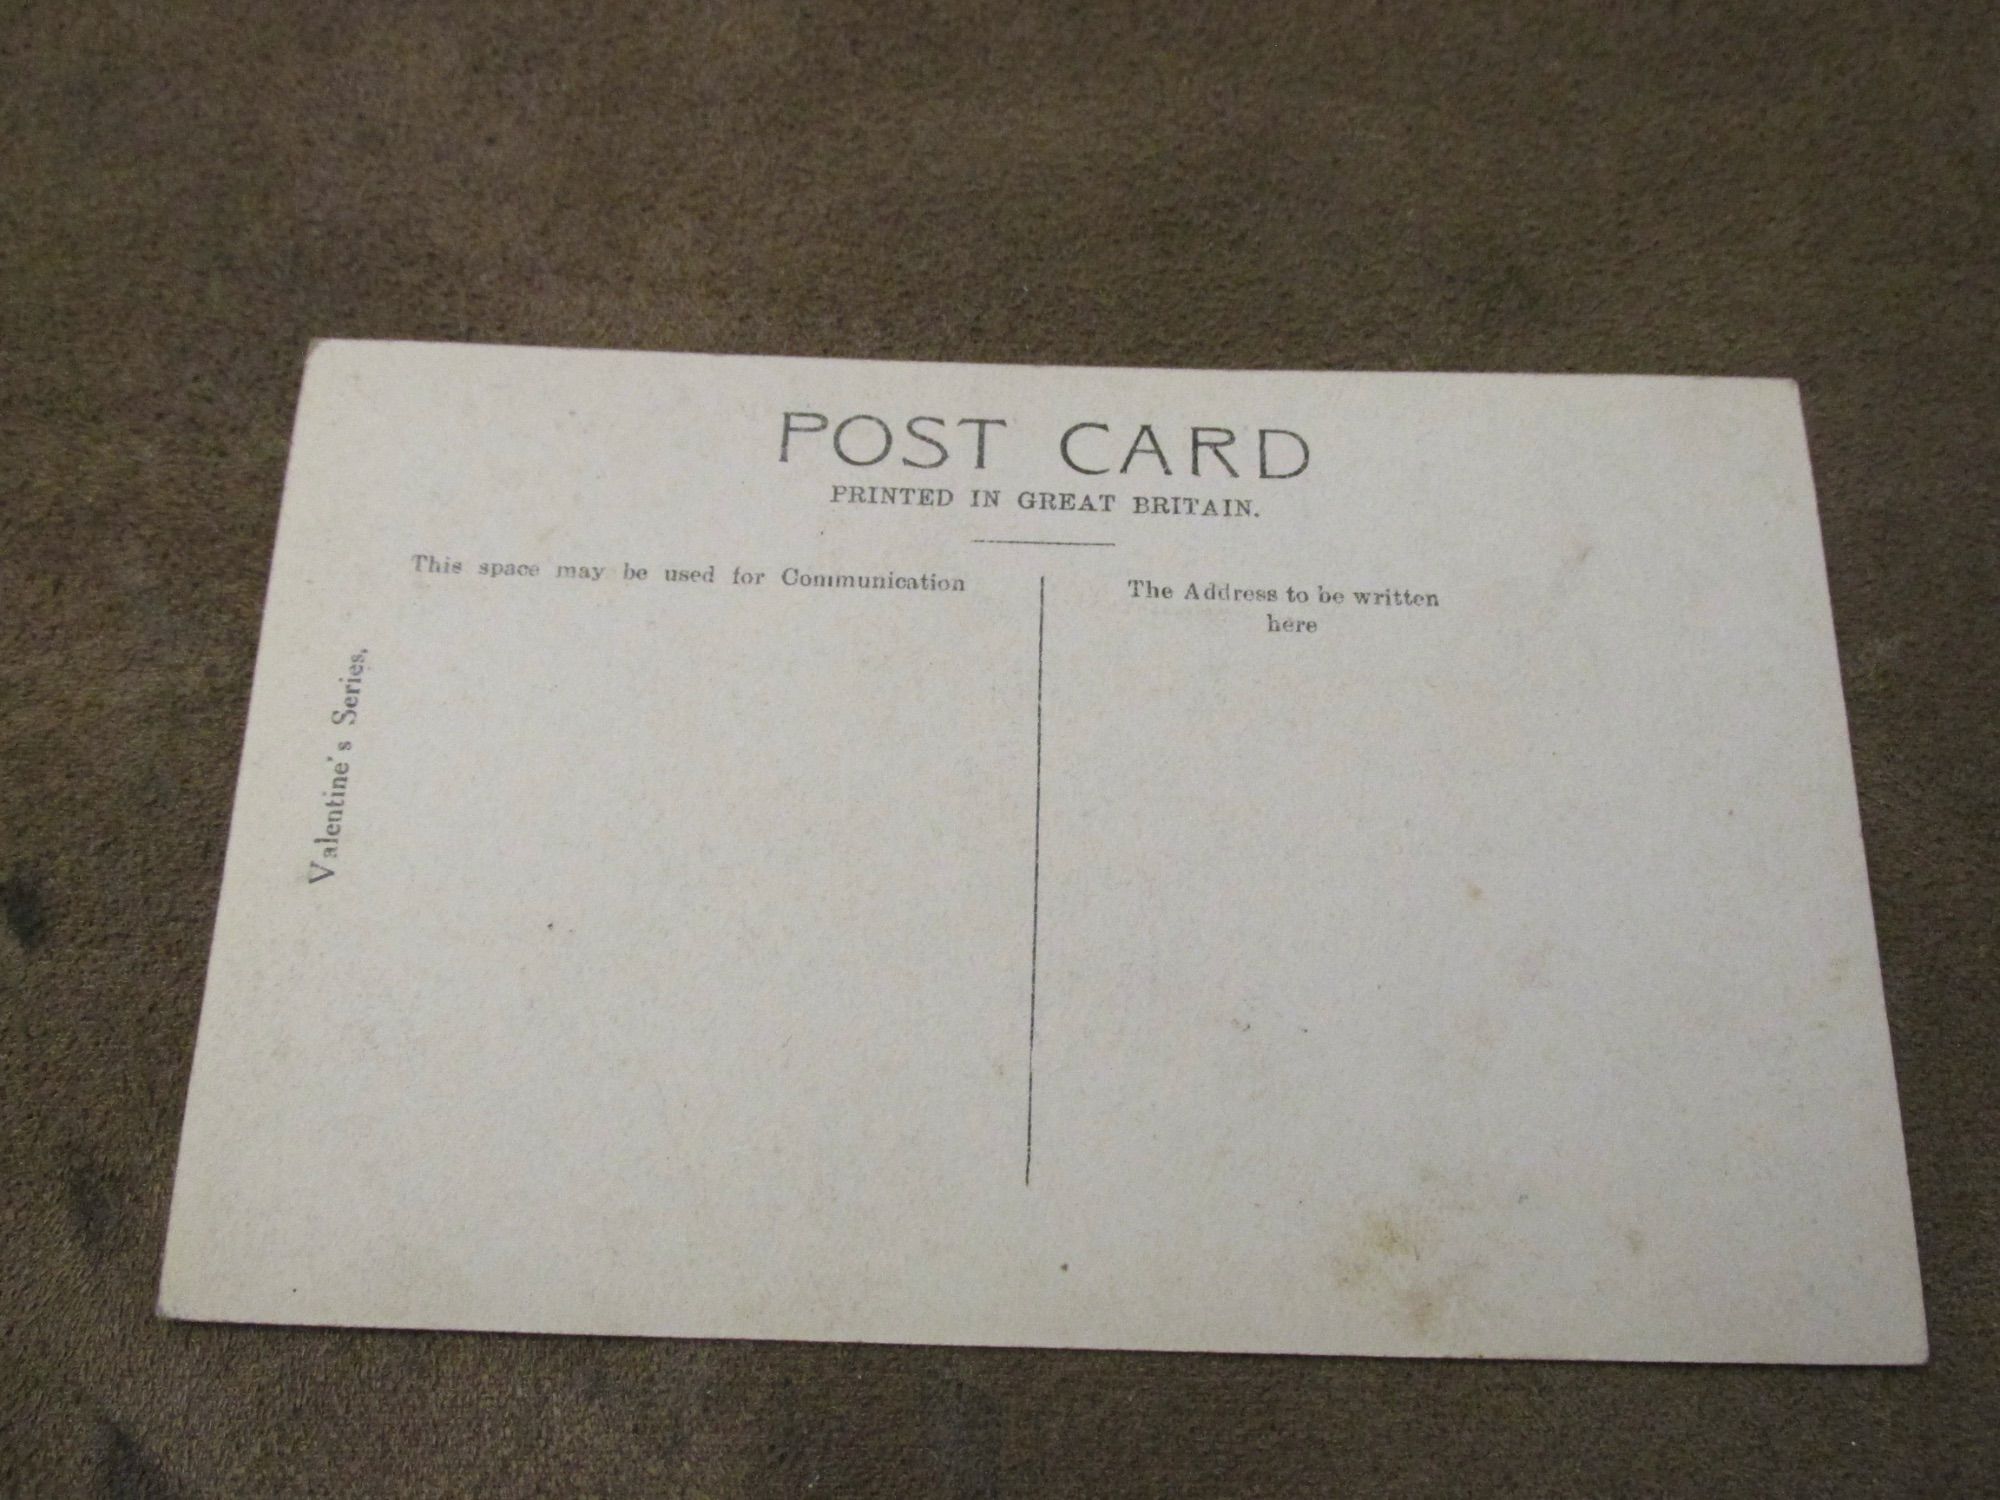 POST CARD
PRINTED IN GREAT BRITAIN.
This space may be used for Communication
The Address to be written
here
Valentine's Series.